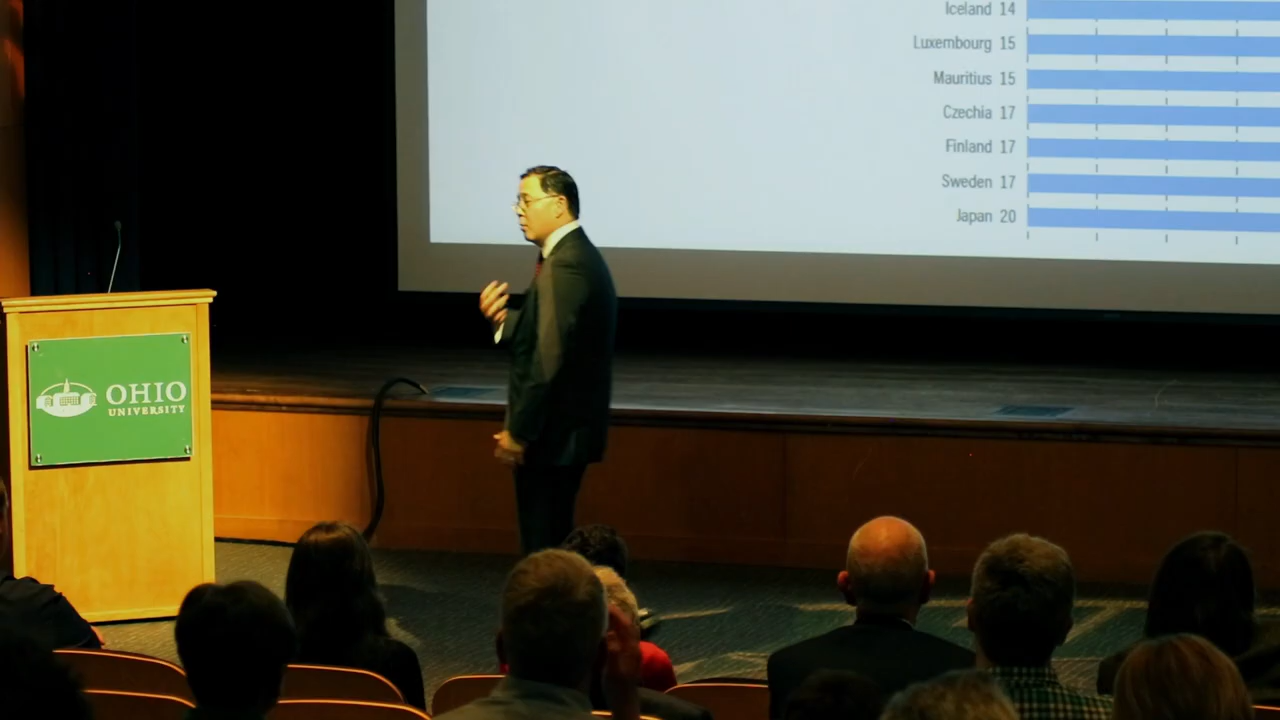 Iceland 14
Luxembourg 15
Mauritius 15
Czechia 17
Finland 17
Sweden 17
Japan 20
OHIO
UNIVERSITY